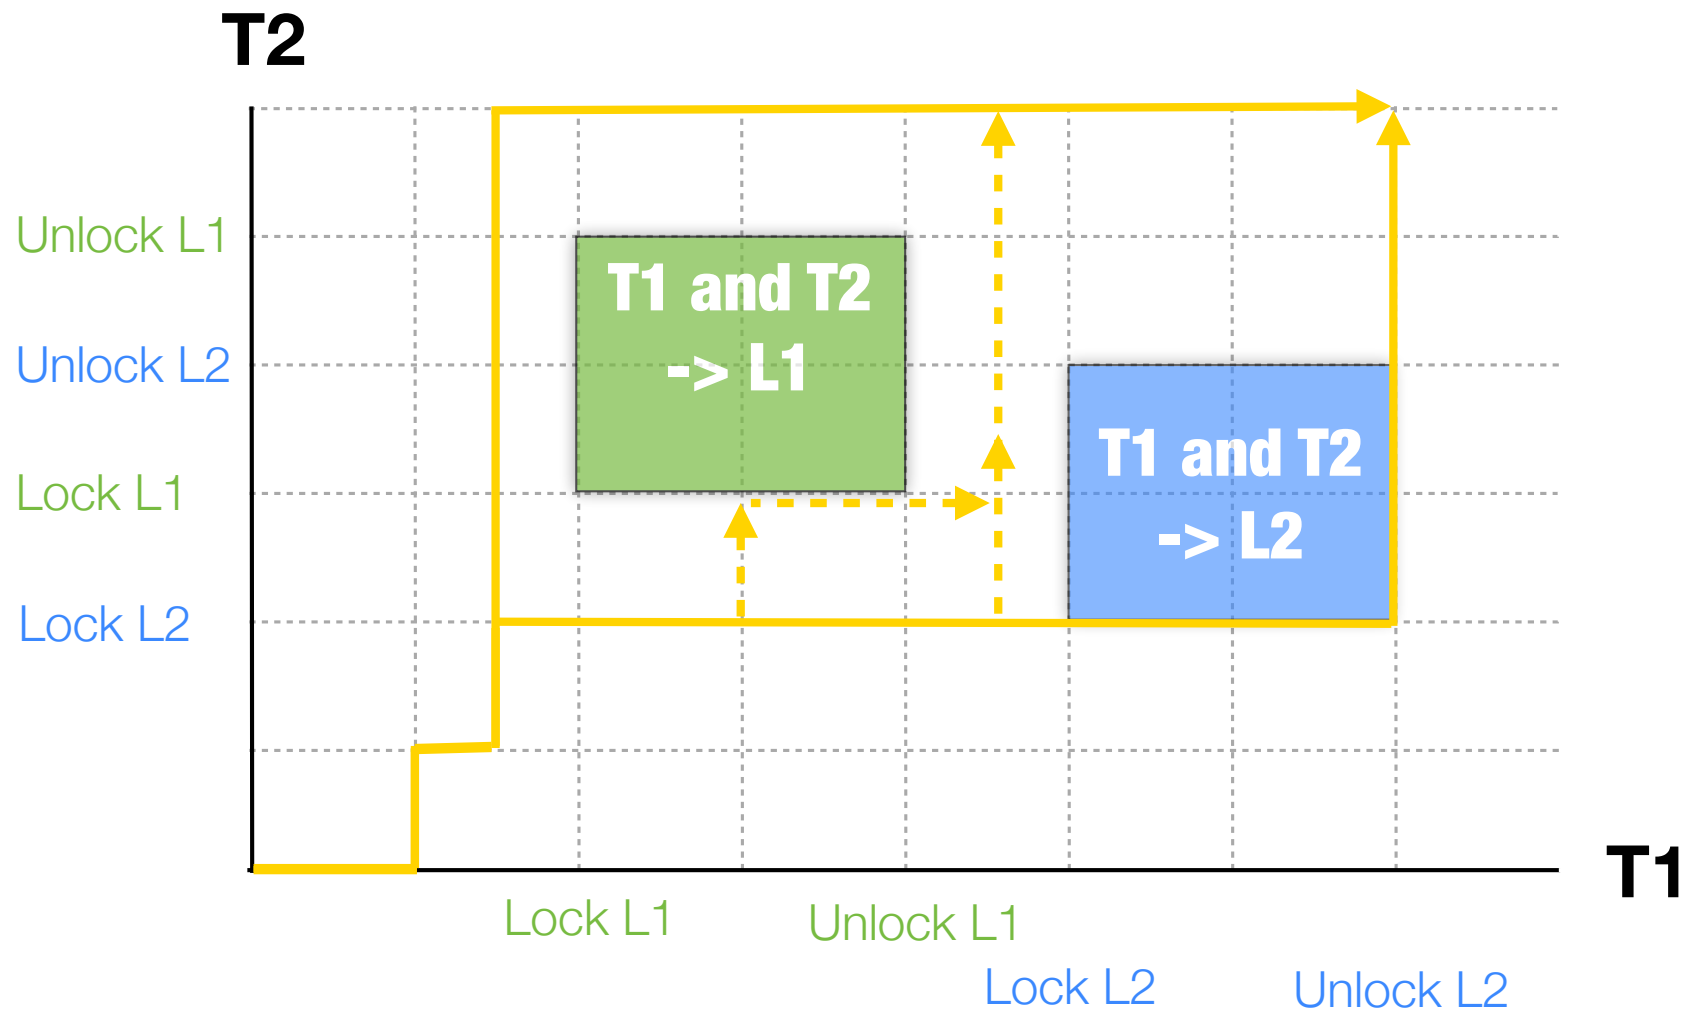 T2
Unlock L1
T1 and T2
-> L1
Unlock L2
T1 and T2
-> L2
Lock L1
Lock L2
T1
Lock L1
Unlock L1
Lock L2
Unlock L2